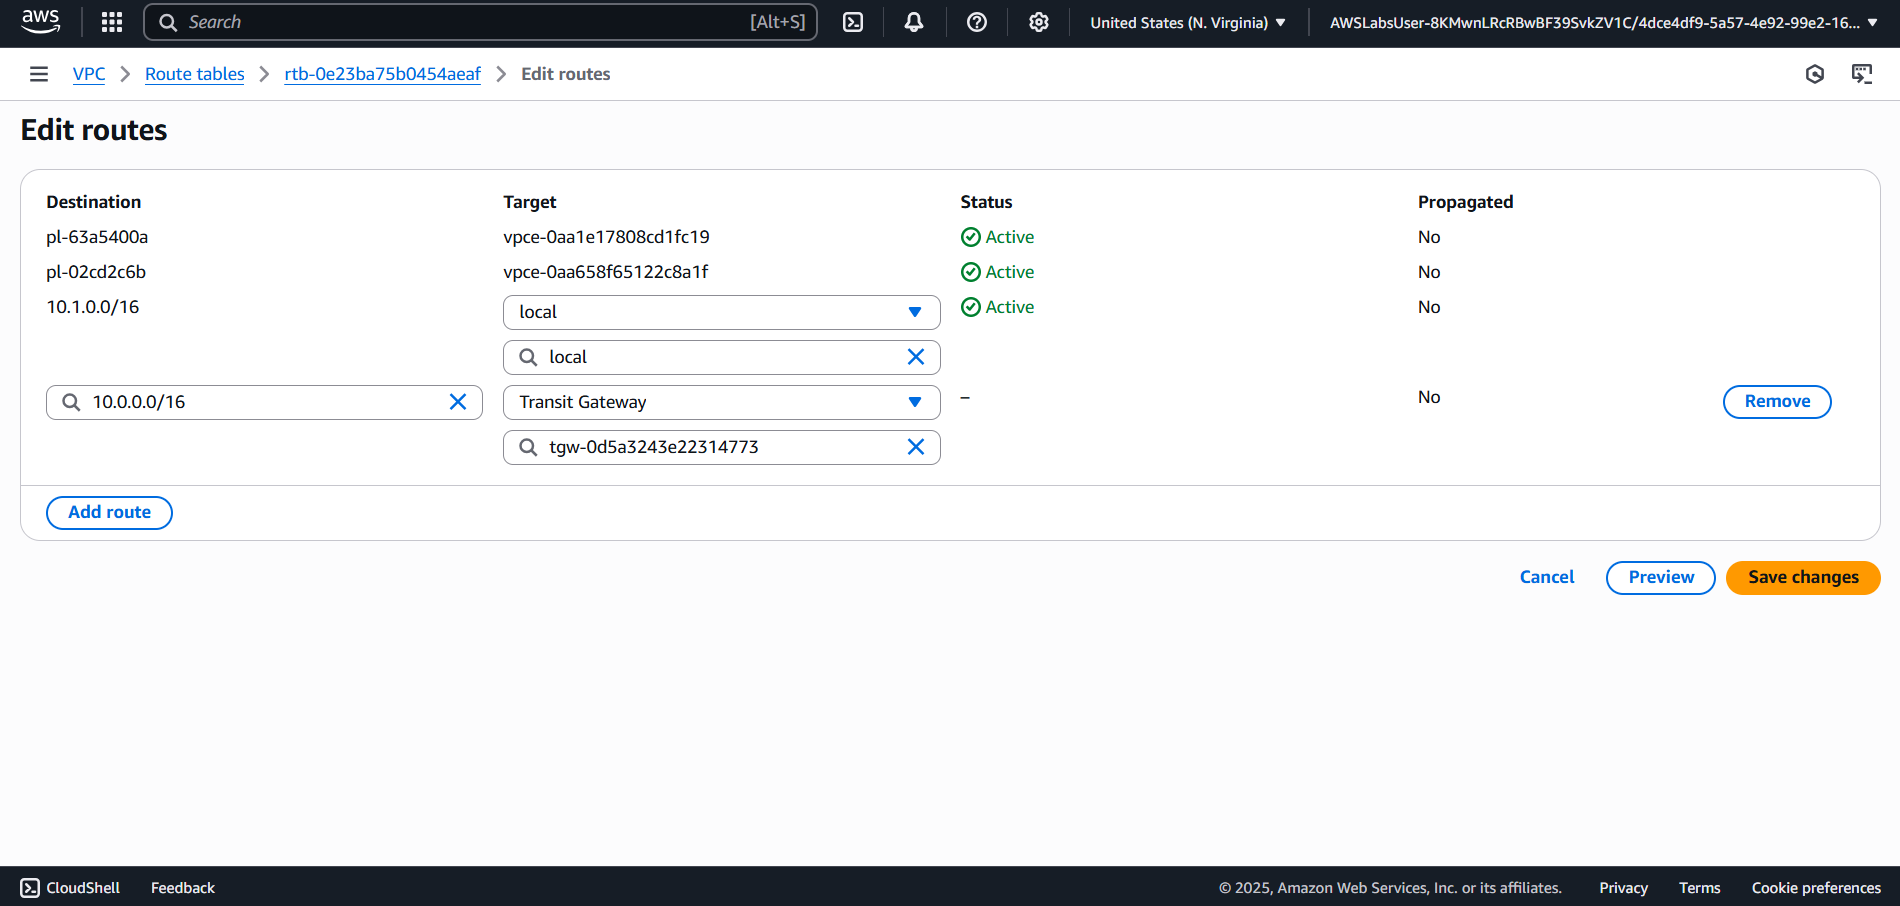 aws
Search [Alt+S] United States (N. Virginia) AWSLabsUser-8KMwnLRcRBwBF39SvkZV1C/4dce4df9-5a57-4e92-99e2-16...
VPC Route tables rtb-0e23ba75b0454aeaf Edit routes
Edit routes
Destination Target Status Propagated
pl-63a5400a vpce-0aa1e17808cd1fc19 Active No
pl-02cd2c6b vpce-0aa658f65122c8a1f Active No
10.1.0.0/16 local Active No
local
10.0.0.0/16 Transit Gateway – No Remove
tgw-0d5a3243e22314773
Add route
Cancel Preview Save changes
CloudShell Feedback © 2025, Amazon Web Services, Inc. or its affiliates. Privacy Terms Cookie preferences